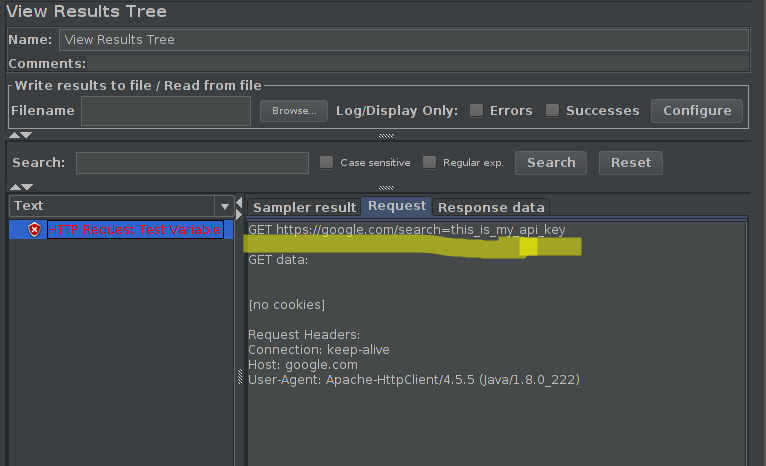 View Results Tree
Name: View Results Tree
Comments:
Write results to file / Read from file
Filename Browse... Log/Display Only: Errors Successes Configure
Search: Case sensitive Regular exp. Search Reset
Text
Sampler result Request Response data
HTTP Request: Test Variable
GET https://google.com/search=this_is_my_api_key
GET data:
[no cookies]
Request Headers:
Connection: keep-alive
Host: google.com
User-Agent: Apache-HttpClient/4.5.5 (Java/1.8.0_222)